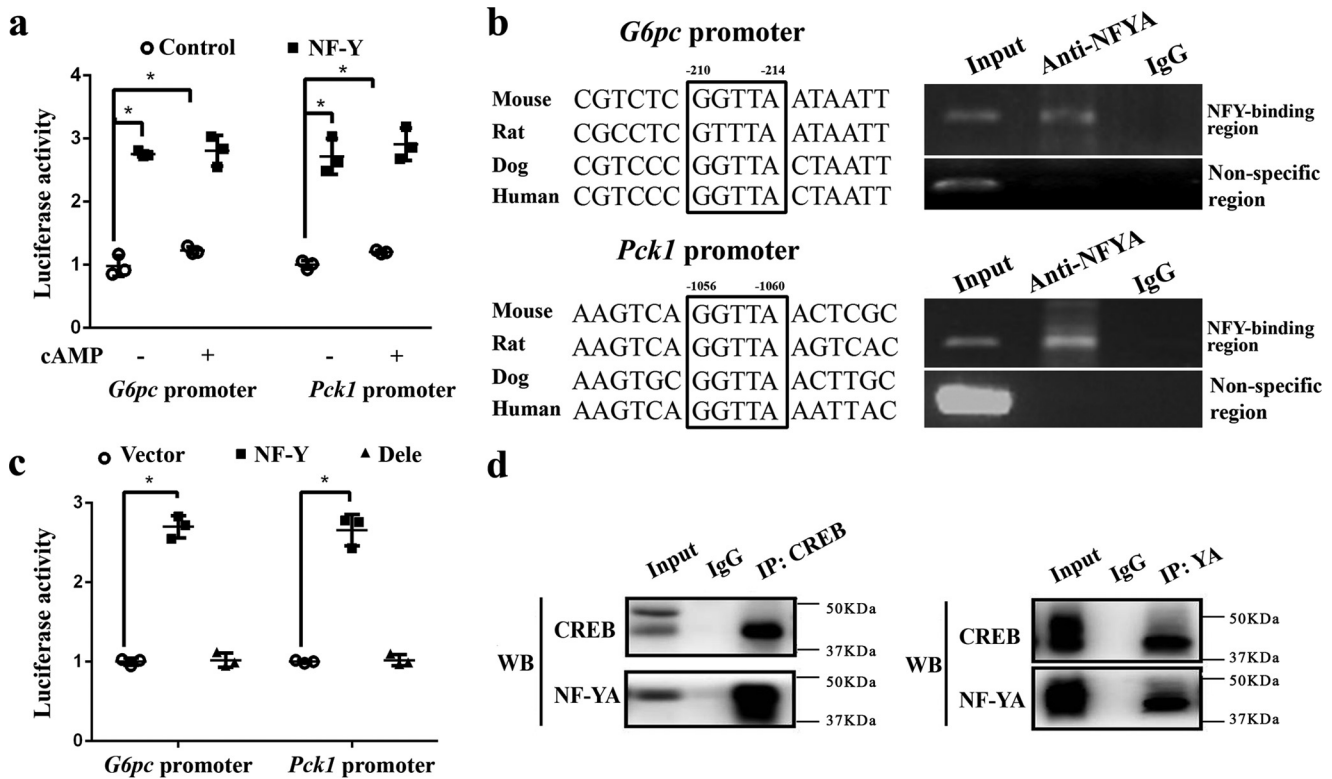 a
Control NF-Y
Luciferase activity
4
3
2
1
0
* * * *
cAMP - + - +
G6pc promoter Pck1 promoter
b
G6pc promoter
-210 -214
Mouse CGTCTC GGTTA ATAATT
Rat CGCCTC GTTTA ATAATT
Dog CGTCCC GGTTA CTAATT
Human CGTCCC GGTTA CTAATT
Input Anti-NFYA IgG
NFY-binding
region
Non-specific
region
Pck1 promoter
-1056 -1060
Mouse AAGTCA GGTTA ACTCGC
Rat AAGTCA GGTTA AGTCAC
Dog AAGTGC GGTTA ACTTGC
Human AAGTCA GGTTA AATTAC
Input Anti-NFYA IgG
NFY-binding
region
Non-specific
region
c
Vector NF-Y Dele
Luciferase activity
3
2
1
0
* *
G6pc promoter Pck1 promoter
d
Input IgG IP: CREB
WB
CREB
50KDa
37KDa
NF-YA
50KDa
37KDa
Input IgG IP: YA
WB
CREB
50KDa
37KDa
NF-YA
50KDa
37KDa